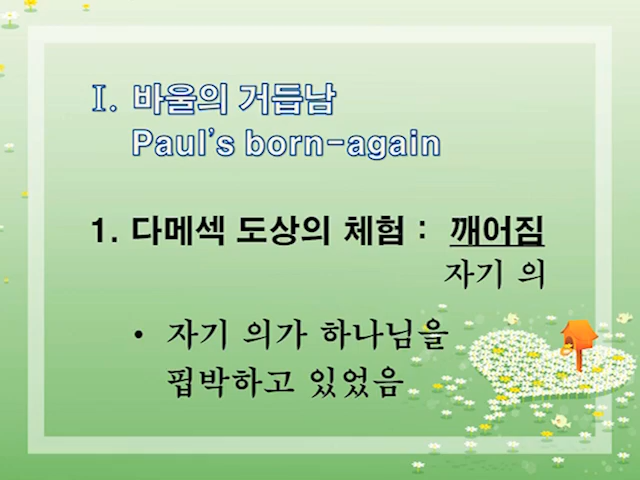 I. 바울의 거듭남
Paul's born-again
1. 다메섹 도상의 체험 : 깨어짐
자기 의
• 자기 의가 하나님을
핍박하고 있었음